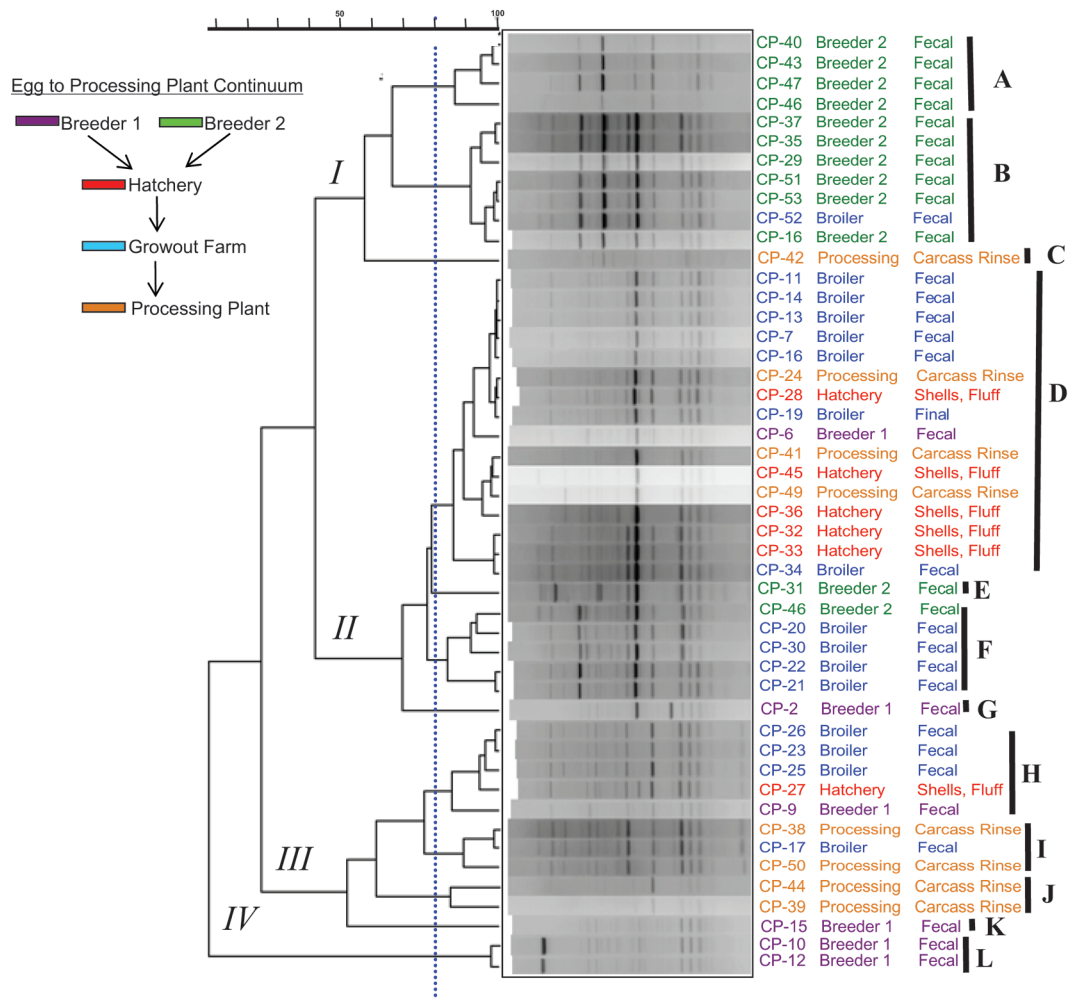 50
100
Egg to Processing Plant Continuum
Breeder 1
Breeder 2
Hatchery
Growout Farm
Processing Plant
I
II
III
IV
CP-40 Breeder 2 Fecal
CP-43 Breeder 2 Fecal
CP-47 Breeder 2 Fecal
CP-46 Breeder 2 Fecal
A
CP-37 Breeder 2 Fecal
CP-35 Breeder 2 Fecal
CP-29 Breeder 2 Fecal
CP-51 Breeder 2 Fecal
CP-53 Breeder 2 Fecal
CP-52 Broiler Fecal
CP-16 Breeder 2 Fecal
B
CP-42 Processing Carcass Rinse
C
CP-11 Broiler Fecal
CP-14 Broiler Fecal
CP-13 Broiler Fecal
CP-7 Broiler Fecal
CP-16 Broiler Fecal
CP-24 Processing Carcass Rinse
CP-28 Hatchery Shells, Fluff
CP-19 Broiler Final
CP-6 Breeder 1 Fecal
CP-41 Processing Carcass Rinse
CP-45 Hatchery Shells, Fluff
CP-49 Processing Carcass Rinse
CP-36 Hatchery Shells, Fluff
CP-32 Hatchery Shells, Fluff
CP-33 Hatchery Shells, Fluff
CP-34 Broiler Fecal
D
CP-31 Breeder 2 Fecal
E
CP-46 Breeder 2 Fecal
CP-20 Broiler Fecal
CP-30 Broiler Fecal
CP-22 Broiler Fecal
CP-21 Broiler Fecal
F
CP-2 Breeder 1 Fecal
G
CP-26 Broiler Fecal
CP-23 Broiler Fecal
CP-25 Broiler Fecal
CP-27 Hatchery Shells, Fluff
CP-9 Breeder 1 Fecal
H
CP-38 Processing Carcass Rinse
CP-17 Broiler Fecal
CP-50 Processing Carcass Rinse
I
CP-44 Processing Carcass Rinse
CP-39 Processing Carcass Rinse
J
CP-15 Breeder 1 Fecal
K
CP-10 Breeder 1 Fecal
CP-12 Breeder 1 Fecal
L